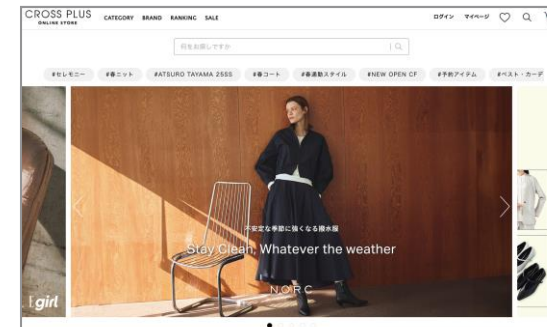 CROSS PLUS
ONLINE STORE
CATEGORY BRAND RANKING SALE
ログイン マイページ
何をお探しですか
#セレモニー #春ニット #ATSURO TAYAMA 25SS #春コート #春通勤スタイル #NEW OPEN CF #予約アイテム #ベスト・カーデ
不安定な季節に強くなる撥水服
Stay Clean, Whatever the weather
NORC
girl